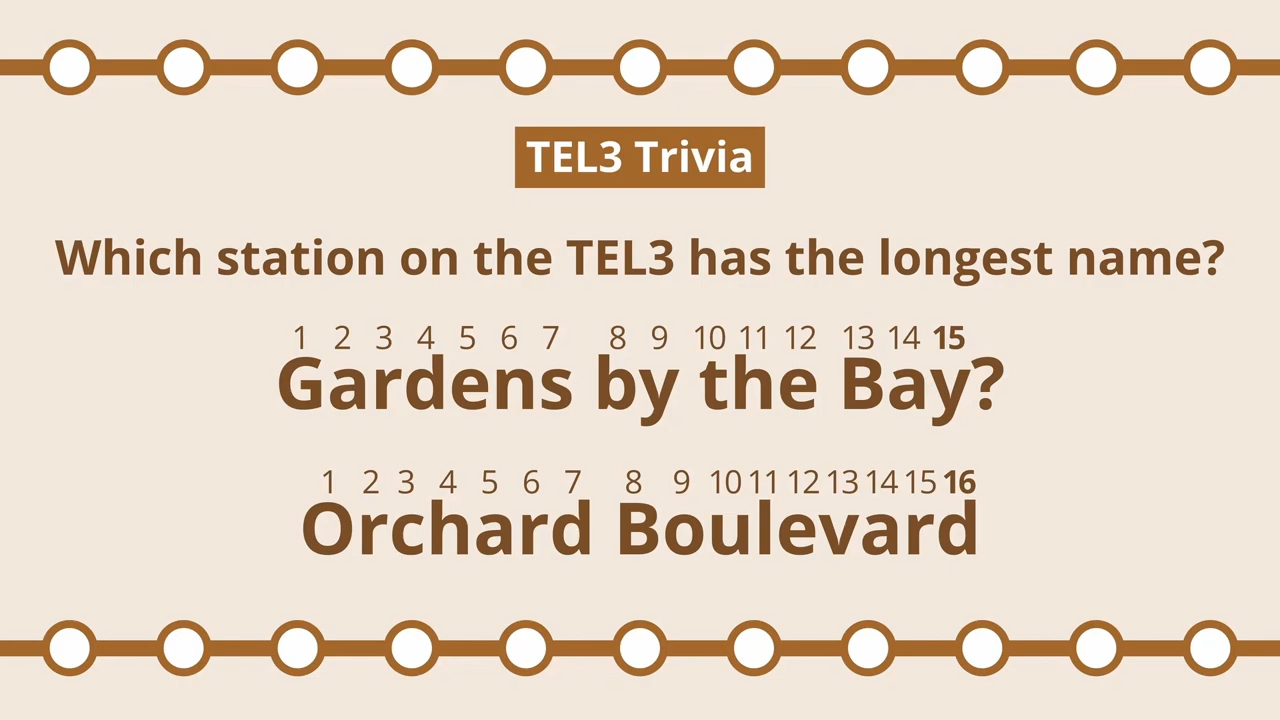 TEL3 Trivia
Which station on the TEL3 has the longest name?
1 2 3 4 5 6 7 8 9 10 11 12 13 14 15
Gardens by the Bay?
1 2 3 4 5 6 7 8 9 10 11 12 13 14 15 16
Orchard Boulevard